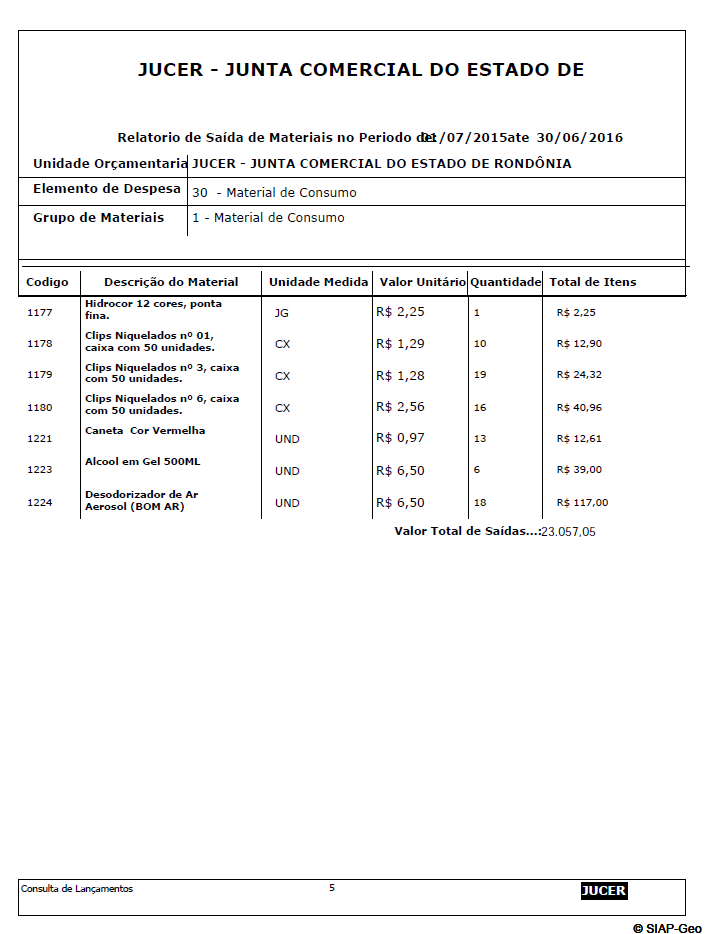 JUCER - JUNTA COMERCIAL DO ESTADO DE
Relatorio de Saída de Materiais no Periodo de: 01/07/2015 ate 30/06/2016
Unidade Orçamentaria JUCER - JUNTA COMERCIAL DO ESTADO DE RONDÔNIA
Elemento de Despesa 30 - Material de Consumo
Grupo de Materiais 1 - Material de Consumo
Codigo Descrição do Material Unidade Medida Valor Unitário Quantidade Total de Itens
1177 Hidrocor 12 cores, ponta fina. JG R$ 2,25 1 R$ 2,25
1178 Clips Niquelados nº 01, caixa com 50 unidades. CX R$ 1,29 10 R$ 12,90
1179 Clips Niquelados nº 3, caixa com 50 unidades. CX R$ 1,28 19 R$ 24,32
1180 Clips Niquelados nº 6, caixa com 50 unidades. CX R$ 2,56 16 R$ 40,96
1221 Caneta Cor Vermelha UND R$ 0,97 13 R$ 12,61
1223 Alcool em Gel 500ML UND R$ 6,50 6 R$ 39,00
1224 Desodorizador de Ar Aerosol (BOM AR) UND R$ 6,50 18 R$ 117,00
Valor Total de Saídas...: 23.057,05
Consulta de Lançamentos 5 JUCER
© SIAP-Geo